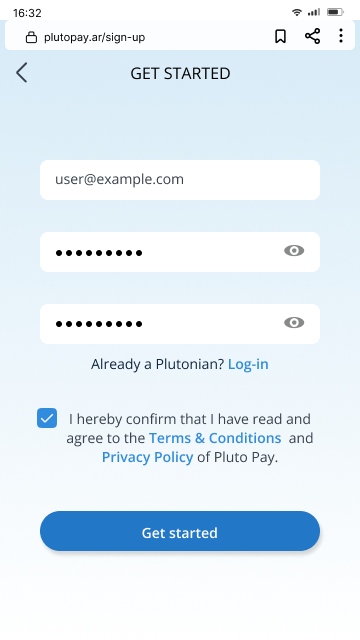 16:32
plutopay.ar/sign-up
GET STARTED
user@example.com
●●●●●●●●●
●●●●●●●●●
Already a Plutonian? Log-in
I hereby confirm that I have read and
agree to the Terms & Conditions and
Privacy Policy of Pluto Pay.
Get started